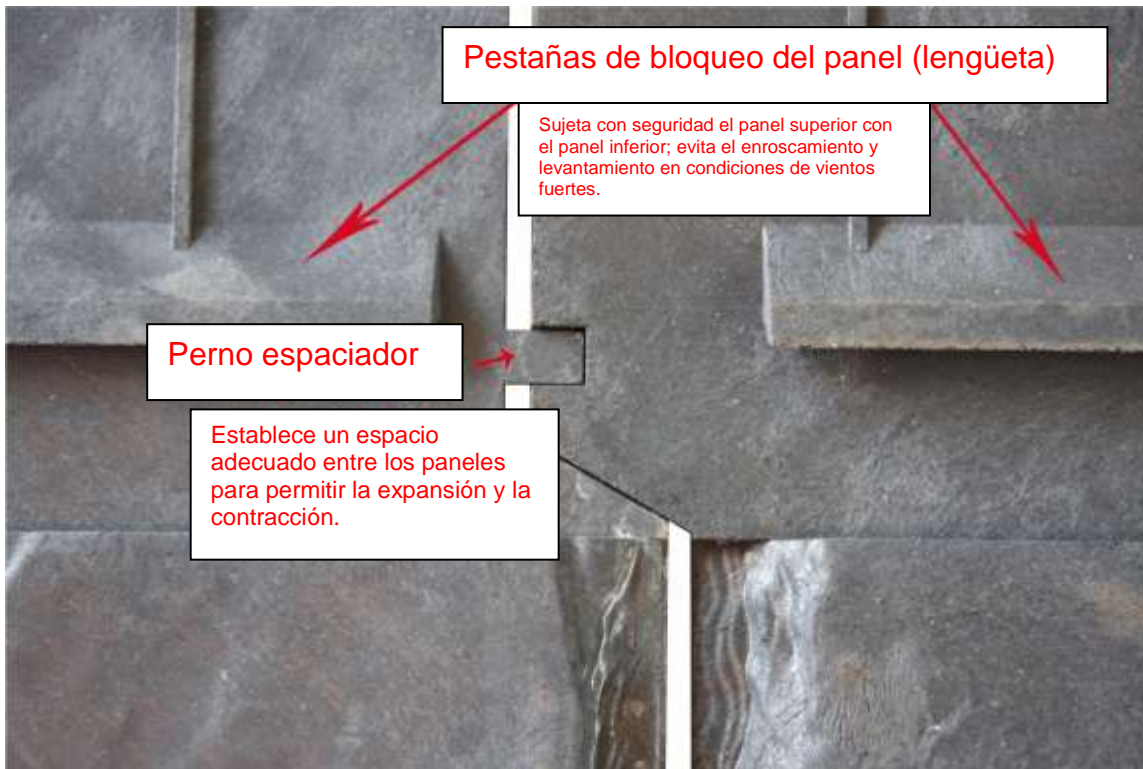 Pestañas de bloqueo del panel (lengüeta)
Sujeta con seguridad el panel superior con
el panel inferior; evita el enroscamiento y
levantamiento en condiciones de vientos
fuertes.
Perno espaciador
Establece un espacio
adecuado entre los paneles
para permitir la expansión y la
contracción.